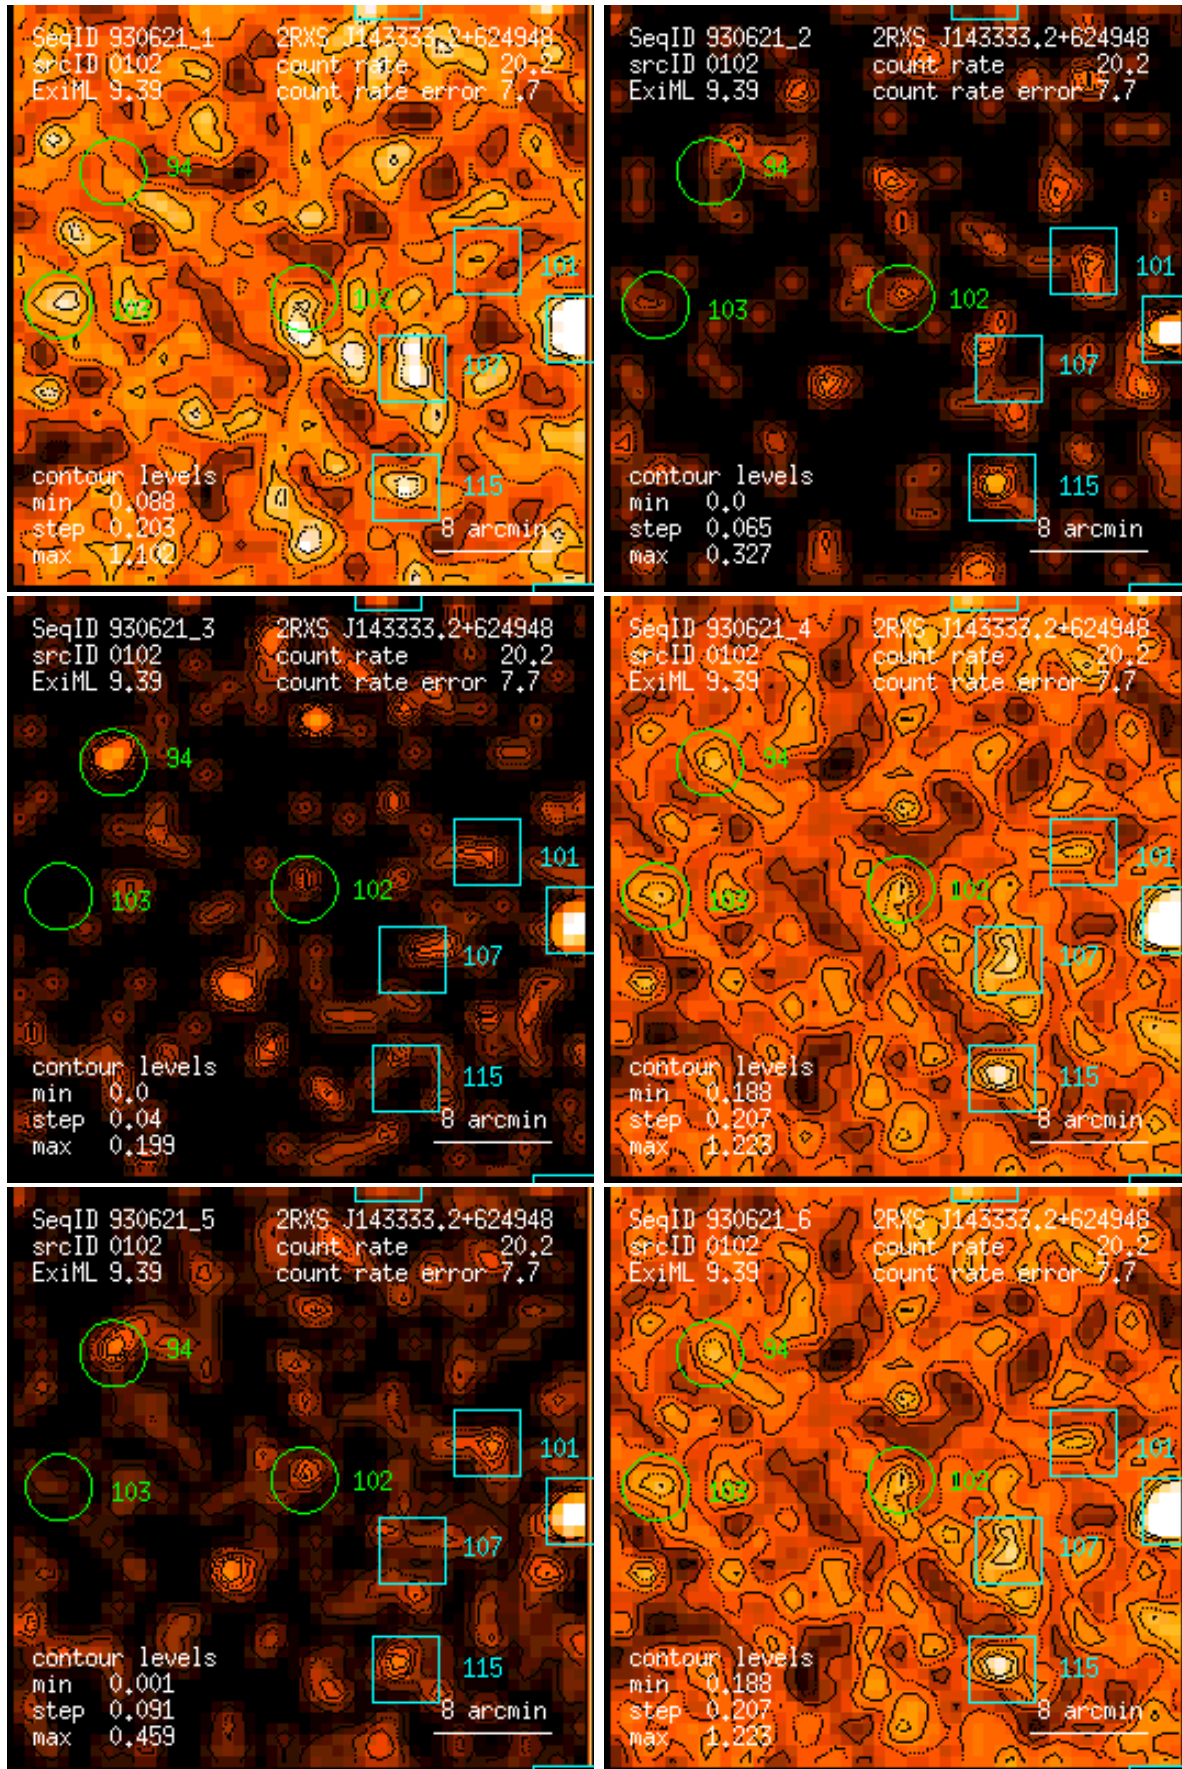 SeqID 930621_1 2RXS J143333.2+624948
srcID 0102 count rate 20.2
ExiML 9.39 count rate error 7.7
94
101
103
102
107
contour levels
min 0.088
115
step 0.203
8 arcmin
max 1.102
SeqID 930621_2 2RXS J143333.2+624948
srcID 0102 count rate 20.2
ExiML 9.39 count rate error 7.7
94
101
103
102
107
contour levels
min 0.0
115
step 0.065
8 arcmin
max 0.327
SeqID 930621_3 2RXS J143333.2+624948
srcID 0102 count rate 20.2
ExiML 9.39 count rate error 7.7
94
101
103
102
107
contour levels
min 0.0
115
step 0.04
8 arcmin
max 0.199
SeqID 930621_4 2RXS J143333.2+624948
srcID 0102 count rate 20.2
ExiML 9.39 count rate error 7.7
94
101
103
102
107
contour levels
min 0.188
115
step 0.207
8 arcmin
max 1.223
SeqID 930621_5 2RXS J143333.2+624948
srcID 0102 count rate 20.2
ExiML 9.39 count rate error 7.7
94
101
103
102
107
contour levels
min 0.001
115
step 0.091
8 arcmin
max 0.459
SeqID 930621_6 2RXS J143333.2+624948
srcID 0102 count rate 20.2
ExiML 9.39 count rate error 7.7
94
101
103
102
107
contour levels
min 0.188
115
step 0.207
8 arcmin
max 1.223